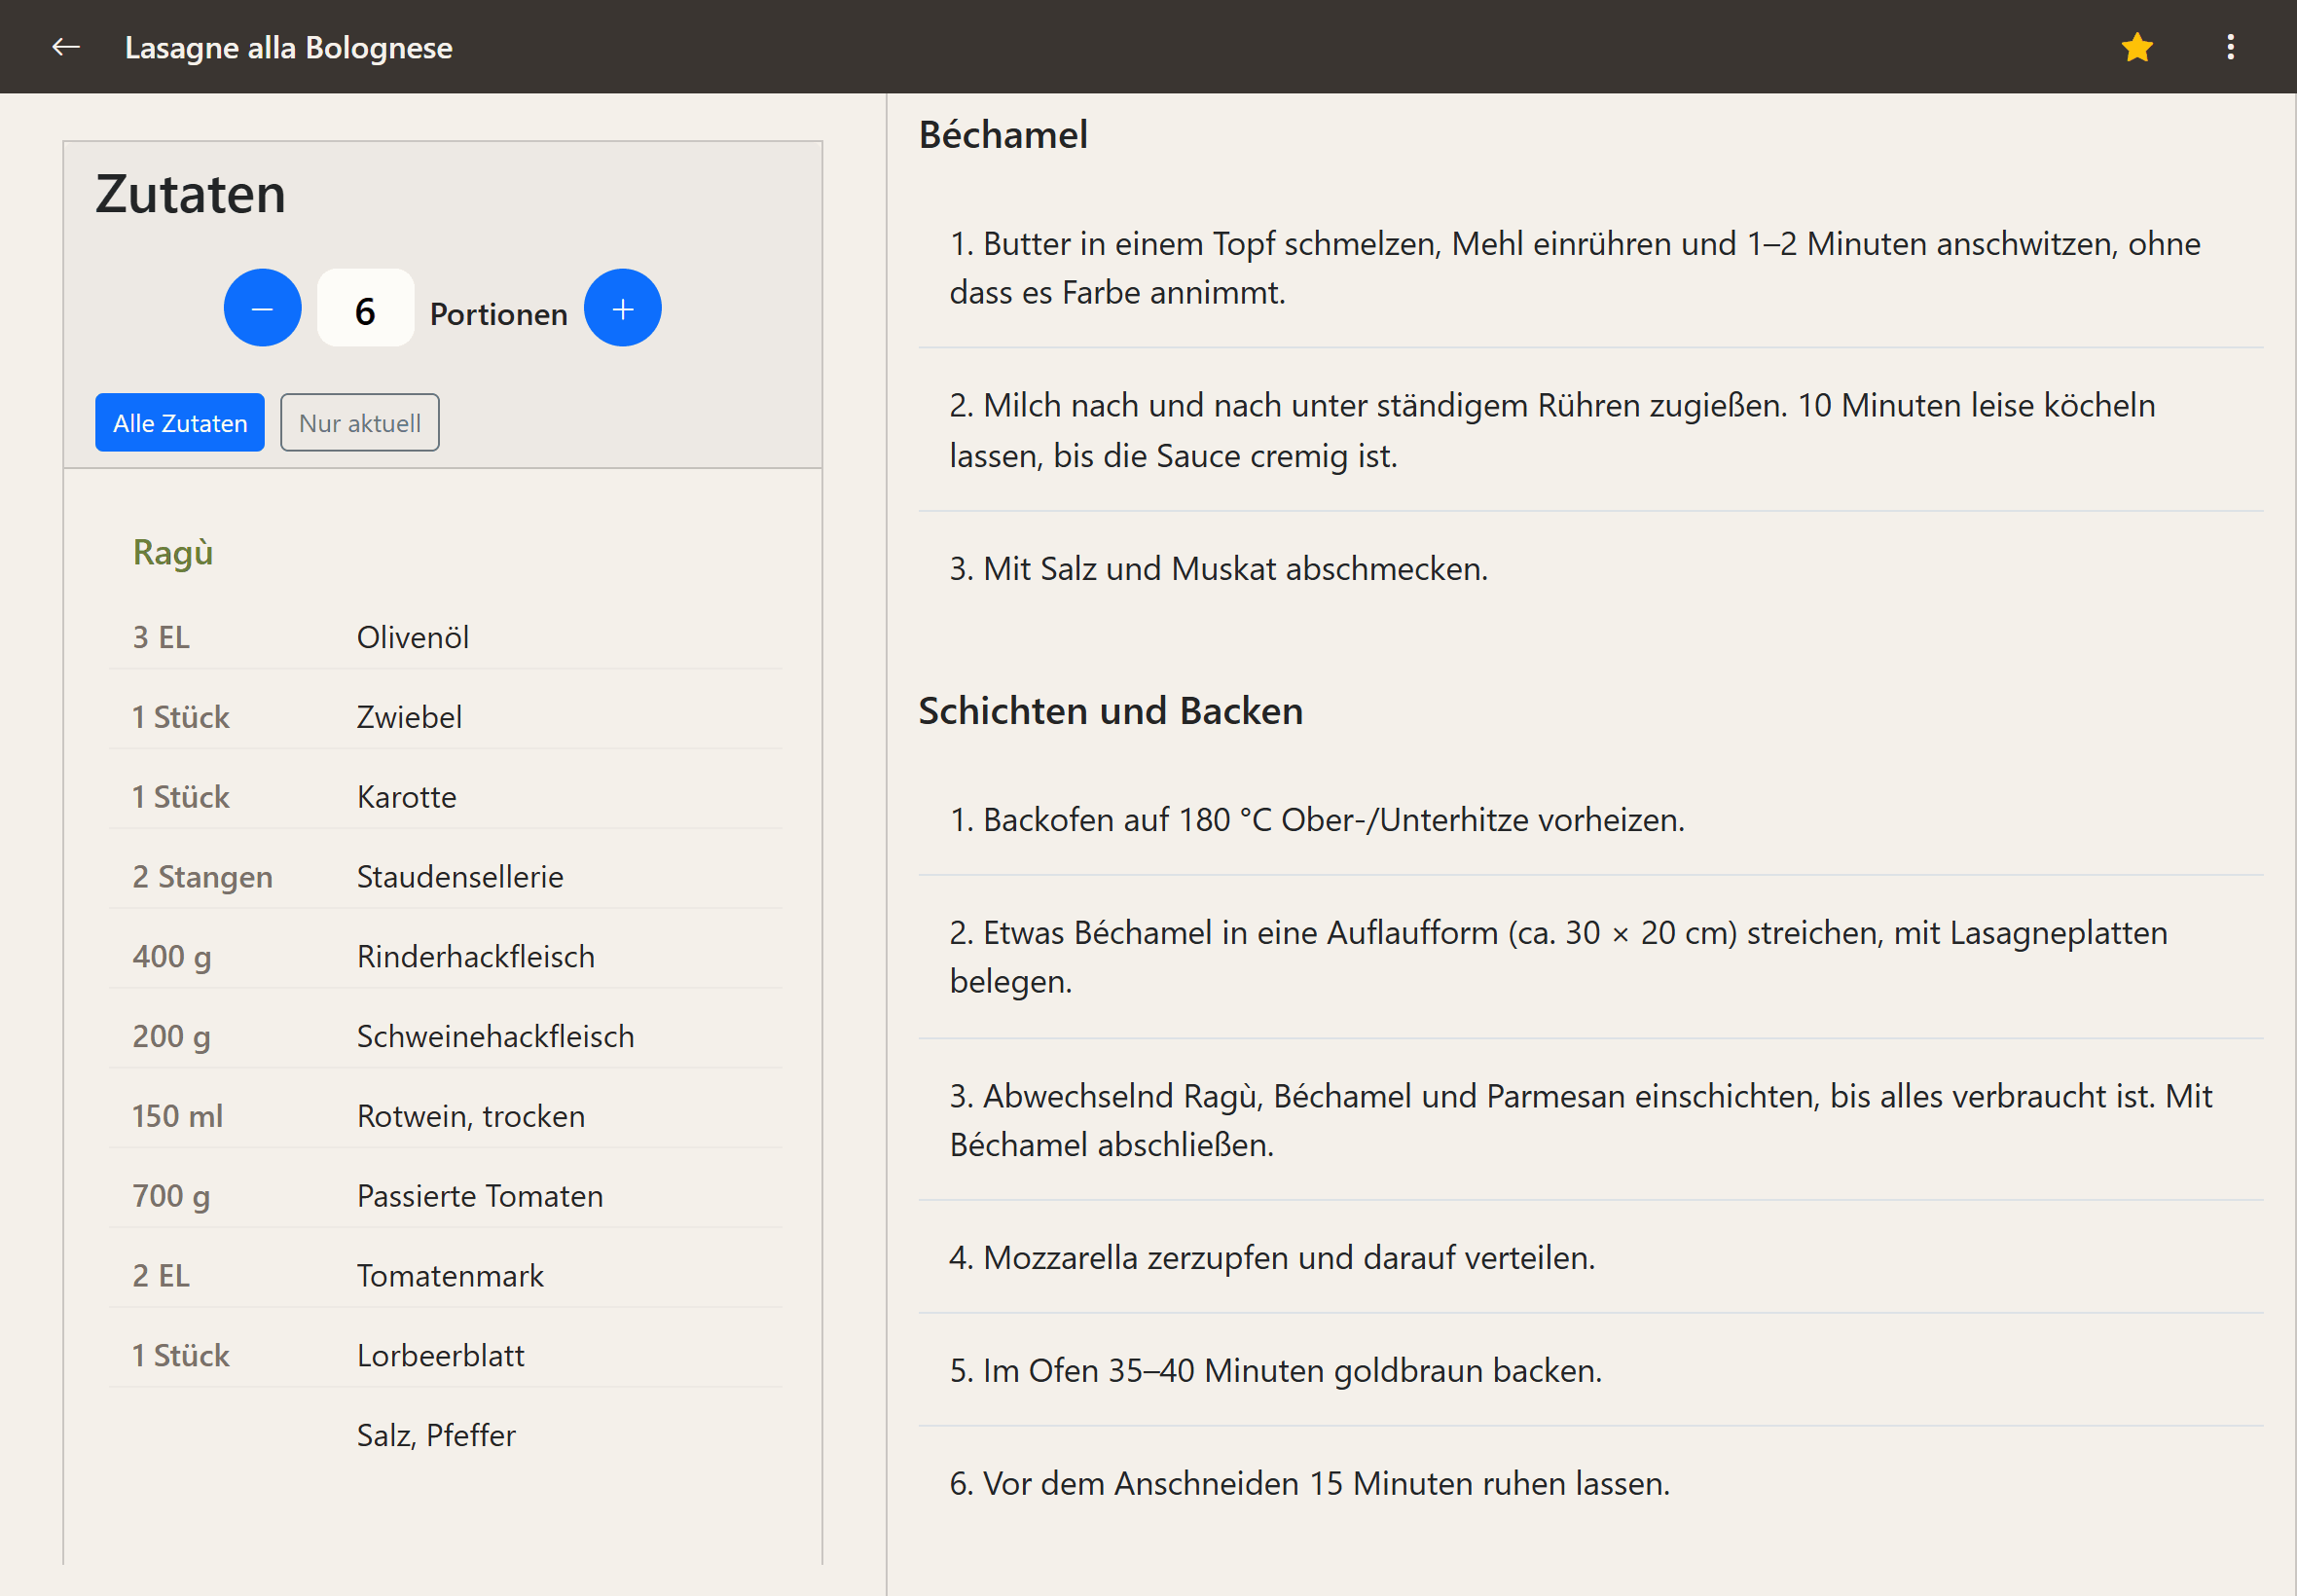 Lasagne alla Bolognese
Zutaten
6 Portionen
Alle Zutaten Nur aktuell
Ragù
3 EL Olivenöl
1 Stück Zwiebel
1 Stück Karotte
2 Stangen Staudensellerie
400 g Rinderhackfleisch
200 g Schweinehackfleisch
150 ml Rotwein, trocken
700 g Passierte Tomaten
2 EL Tomatenmark
1 Stück Lorbeerblatt
Salz, Pfeffer
Béchamel
1. Butter in einem Topf schmelzen, Mehl einrühren und 1–2 Minuten anschwitzen, ohne
dass es Farbe annimmt.
2. Milch nach und nach unter ständigem Rühren zugießen. 10 Minuten leise köcheln
lassen, bis die Sauce cremig ist.
3. Mit Salz und Muskat abschmecken.
Schichten und Backen
1. Backofen auf 180 °C Ober-/Unterhitze vorheizen.
2. Etwas Béchamel in eine Auflaufform (ca. 30 × 20 cm) streichen, mit Lasagneplatten
belegen.
3. Abwechselnd Ragù, Béchamel und Parmesan einschichten, bis alles verbraucht ist. Mit
Béchamel abschließen.
4. Mozzarella zerzupfen und darauf verteilen.
5. Im Ofen 35–40 Minuten goldbraun backen.
6. Vor dem Anschneiden 15 Minuten ruhen lassen.